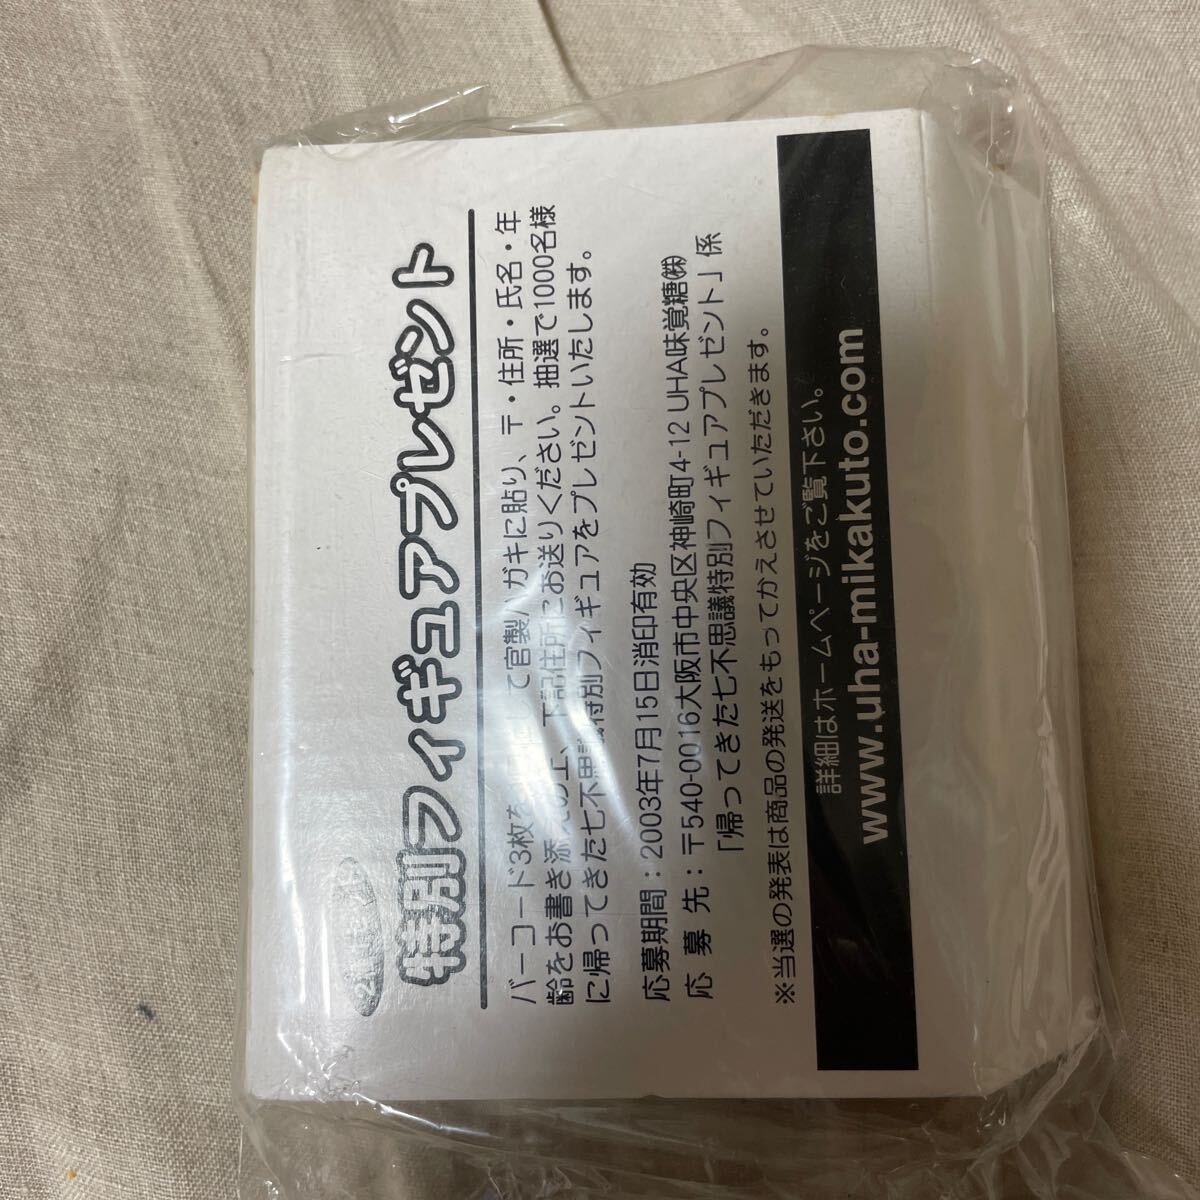 特別フィギュアプレゼント
バーコード3枚を して官製ハガキに貼り、〒・住所・氏名・年
齢をお書き添えの上、下記住所にお送りください。抽選で1000名様
に帰ってきた七不思議特別フィギュアをプレゼントいたします。
応募期間：2003年7月15日消印有効
応 募 先：〒540-0016大阪市中央区神崎町4-12 UHA味覚糖㈱
「帰ってきた七不思議特別フィギュアプレゼント」係
※当選の発表は商品の発送をもってかえさせていただきます。
詳細はホームページをご覧下さい。
www.uha-mikakuto.com